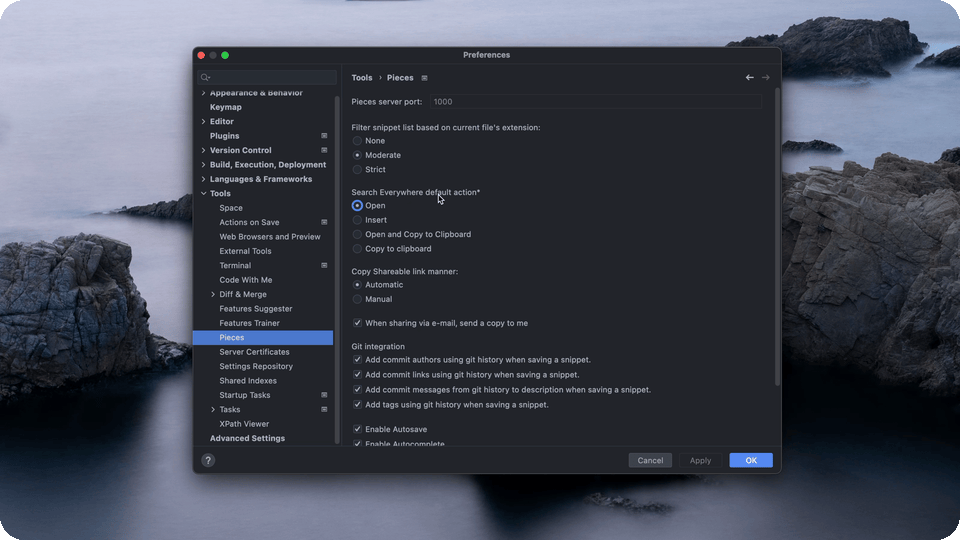 Preferences
Appearance & Behavior
Keymap
Editor
Plugins
Version Control
Build, Execution, Deployment
Languages & Frameworks
Tools
Space
Actions on Save
Web Browsers and Preview
External Tools
Terminal
Code With Me
Diff & Merge
Features Suggester
Features Trainer
Pieces
Server Certificates
Settings Repository
Shared Indexes
Startup Tasks
Tasks
XPath Viewer
Advanced Settings
?
Tools › Pieces
Pieces server port: 1000
Filter snippet list based on current file's extension:
None
Moderate
Strict
Search Everywhere default action*
Open
Insert
Open and Copy to Clipboard
Copy to clipboard
Copy Shareable link manner:
Automatic
Manual
When sharing via e-mail, send a copy to me
Git integration
Add commit authors using git history when saving a snippet.
Add commit links using git history when saving a snippet.
Add commit messages from git history to description when saving a snippet.
Add tags using git history when saving a snippet.
Enable Autosave
Enable Autocomplete
Cancel Apply OK